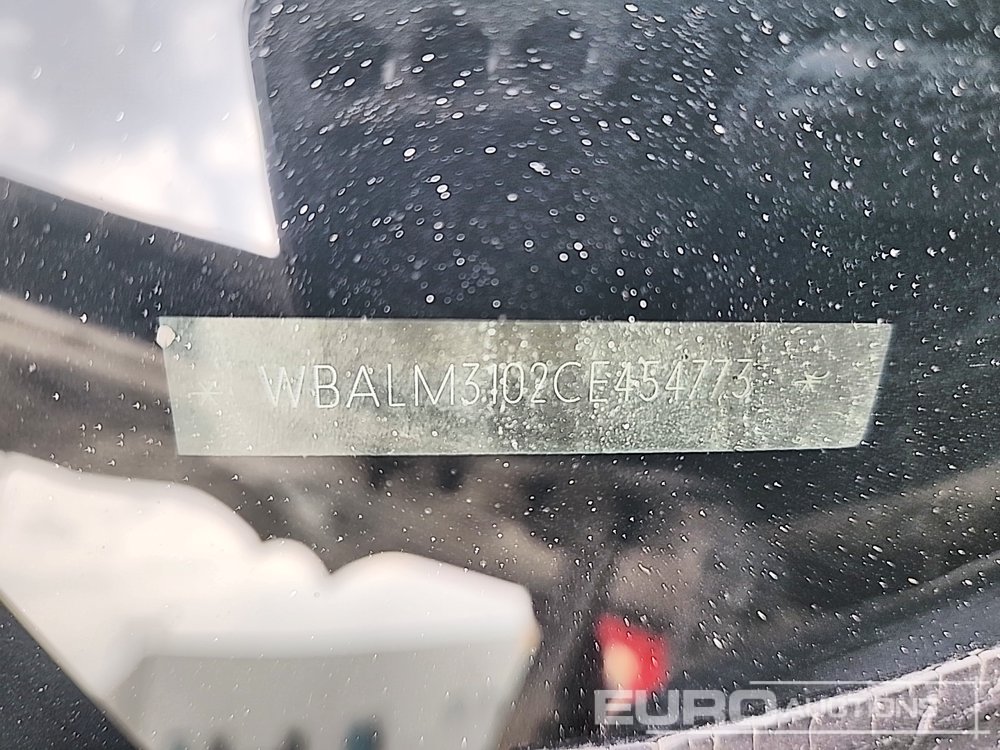 * WBALM3102CE454773 *
EURO AUCTIONS